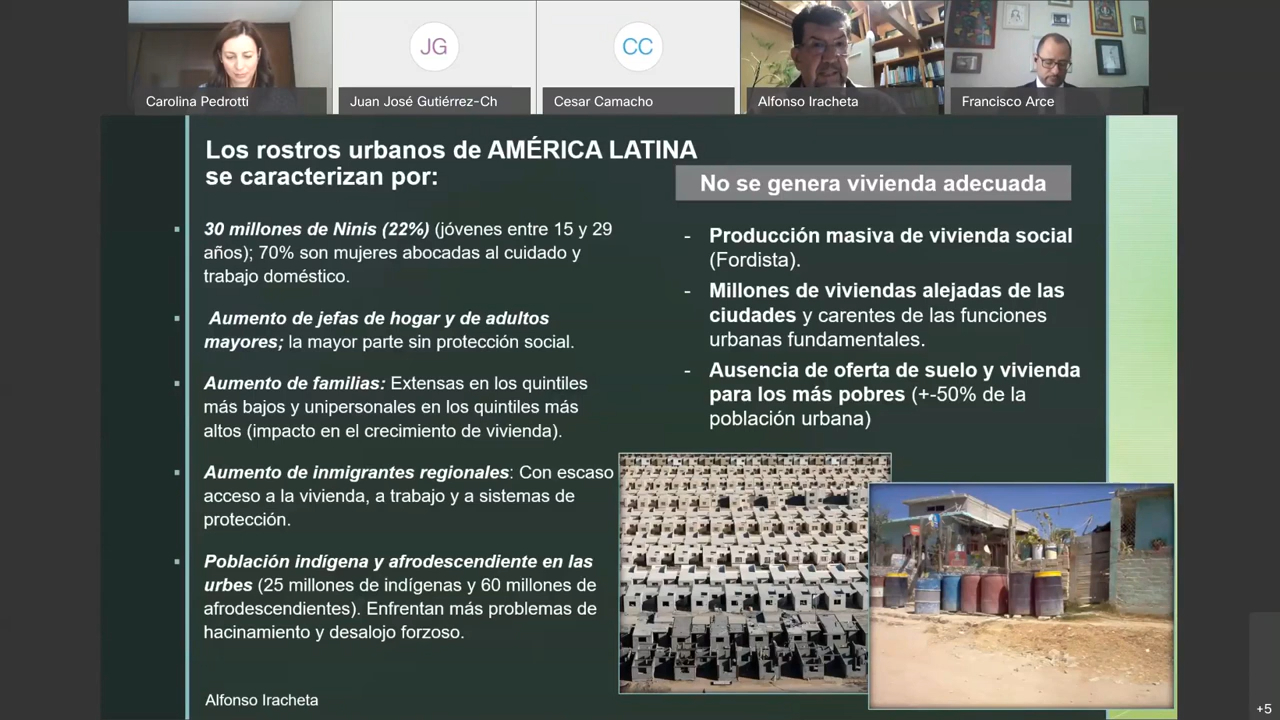 JG
CC
Carolina Pedrotti
Juan José Gutiérrez-Ch
Cesar Camacho
Alfonso Iracheta
Francisco Arce
Los rostros urbanos de AMÉRICA LATINA
se caracterizan por:
▪ 30 millones de Ninis (22%) (jóvenes entre 15 y 29
años); 70% son mujeres abocadas al cuidado y
trabajo doméstico.
▪ Aumento de jefas de hogar y de adultos
mayores; la mayor parte sin protección social.
▪ Aumento de familias: Extensas en los quintiles
más bajos y unipersonales en los quintiles más
altos (impacto en el crecimiento de vivienda).
▪ Aumento de inmigrantes regionales: Con escaso
acceso a la vivienda, a trabajo y a sistemas de
protección.
▪ Población indígena y afrodescendiente en las
urbes (25 millones de indígenas y 60 millones de
afrodescendientes). Enfrentan más problemas de
hacinamiento y desalojo forzoso.
Alfonso Iracheta
No se genera vivienda adecuada
- Producción masiva de vivienda social
(Fordista).
- Millones de viviendas alejadas de las
ciudades y carentes de las funciones
urbanas fundamentales.
- Ausencia de oferta de suelo y vivienda
para los más pobres (+-50% de la
población urbana)
+5